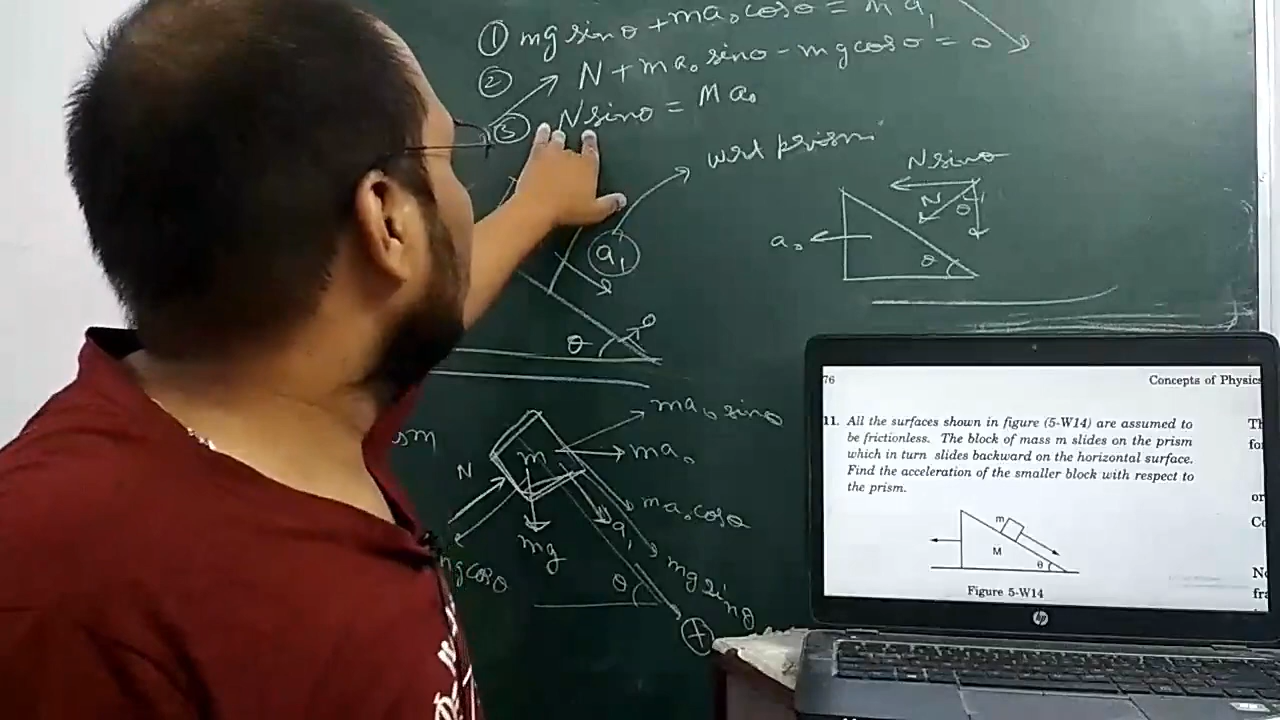 ① mg sinθ + ma₀ cosθ = ma₁
② N + ma₀ sinθ - mg cosθ = 0
③ N sinθ = Ma₀
wrt prism
N sinθ
N
θ
a₀
θ
a₁
θ
ma₀ sinθ
sm
m
ma₀
N
ma₀ cosθ
a₁
mg
mg sinθ
mg cosθ
θ
+
76
Concepts of Physics
11. All the surfaces shown in figure (5-W14) are assumed to
be frictionless. The block of mass m slides on the prism
which in turn slides backward on the horizontal surface.
Find the acceleration of the smaller block with respect to
the prism.
m
M
θ
Figure 5-W14
hp